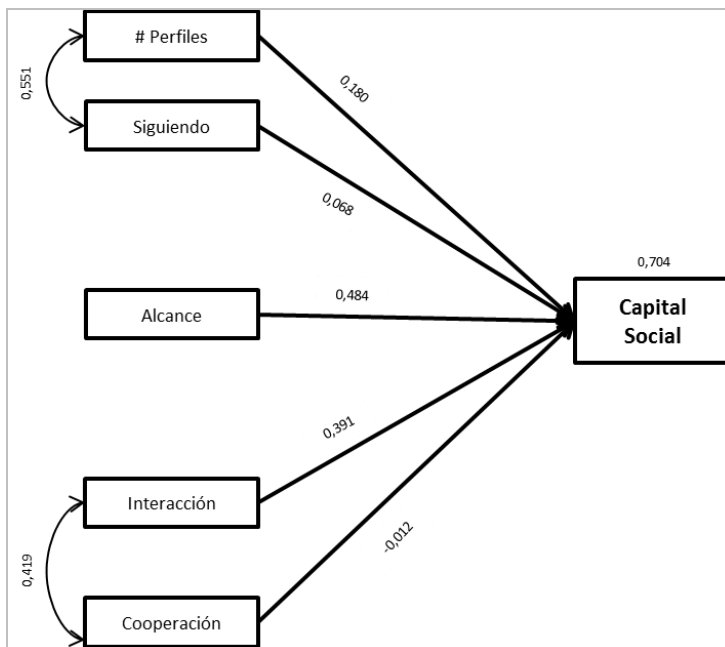 # Perfiles
0,551
0,180
Siguiendo
0,068
0,704
0,484
Alcance
Capital
Social
0,391
Interacción
-0,012
0,419
Cooperación